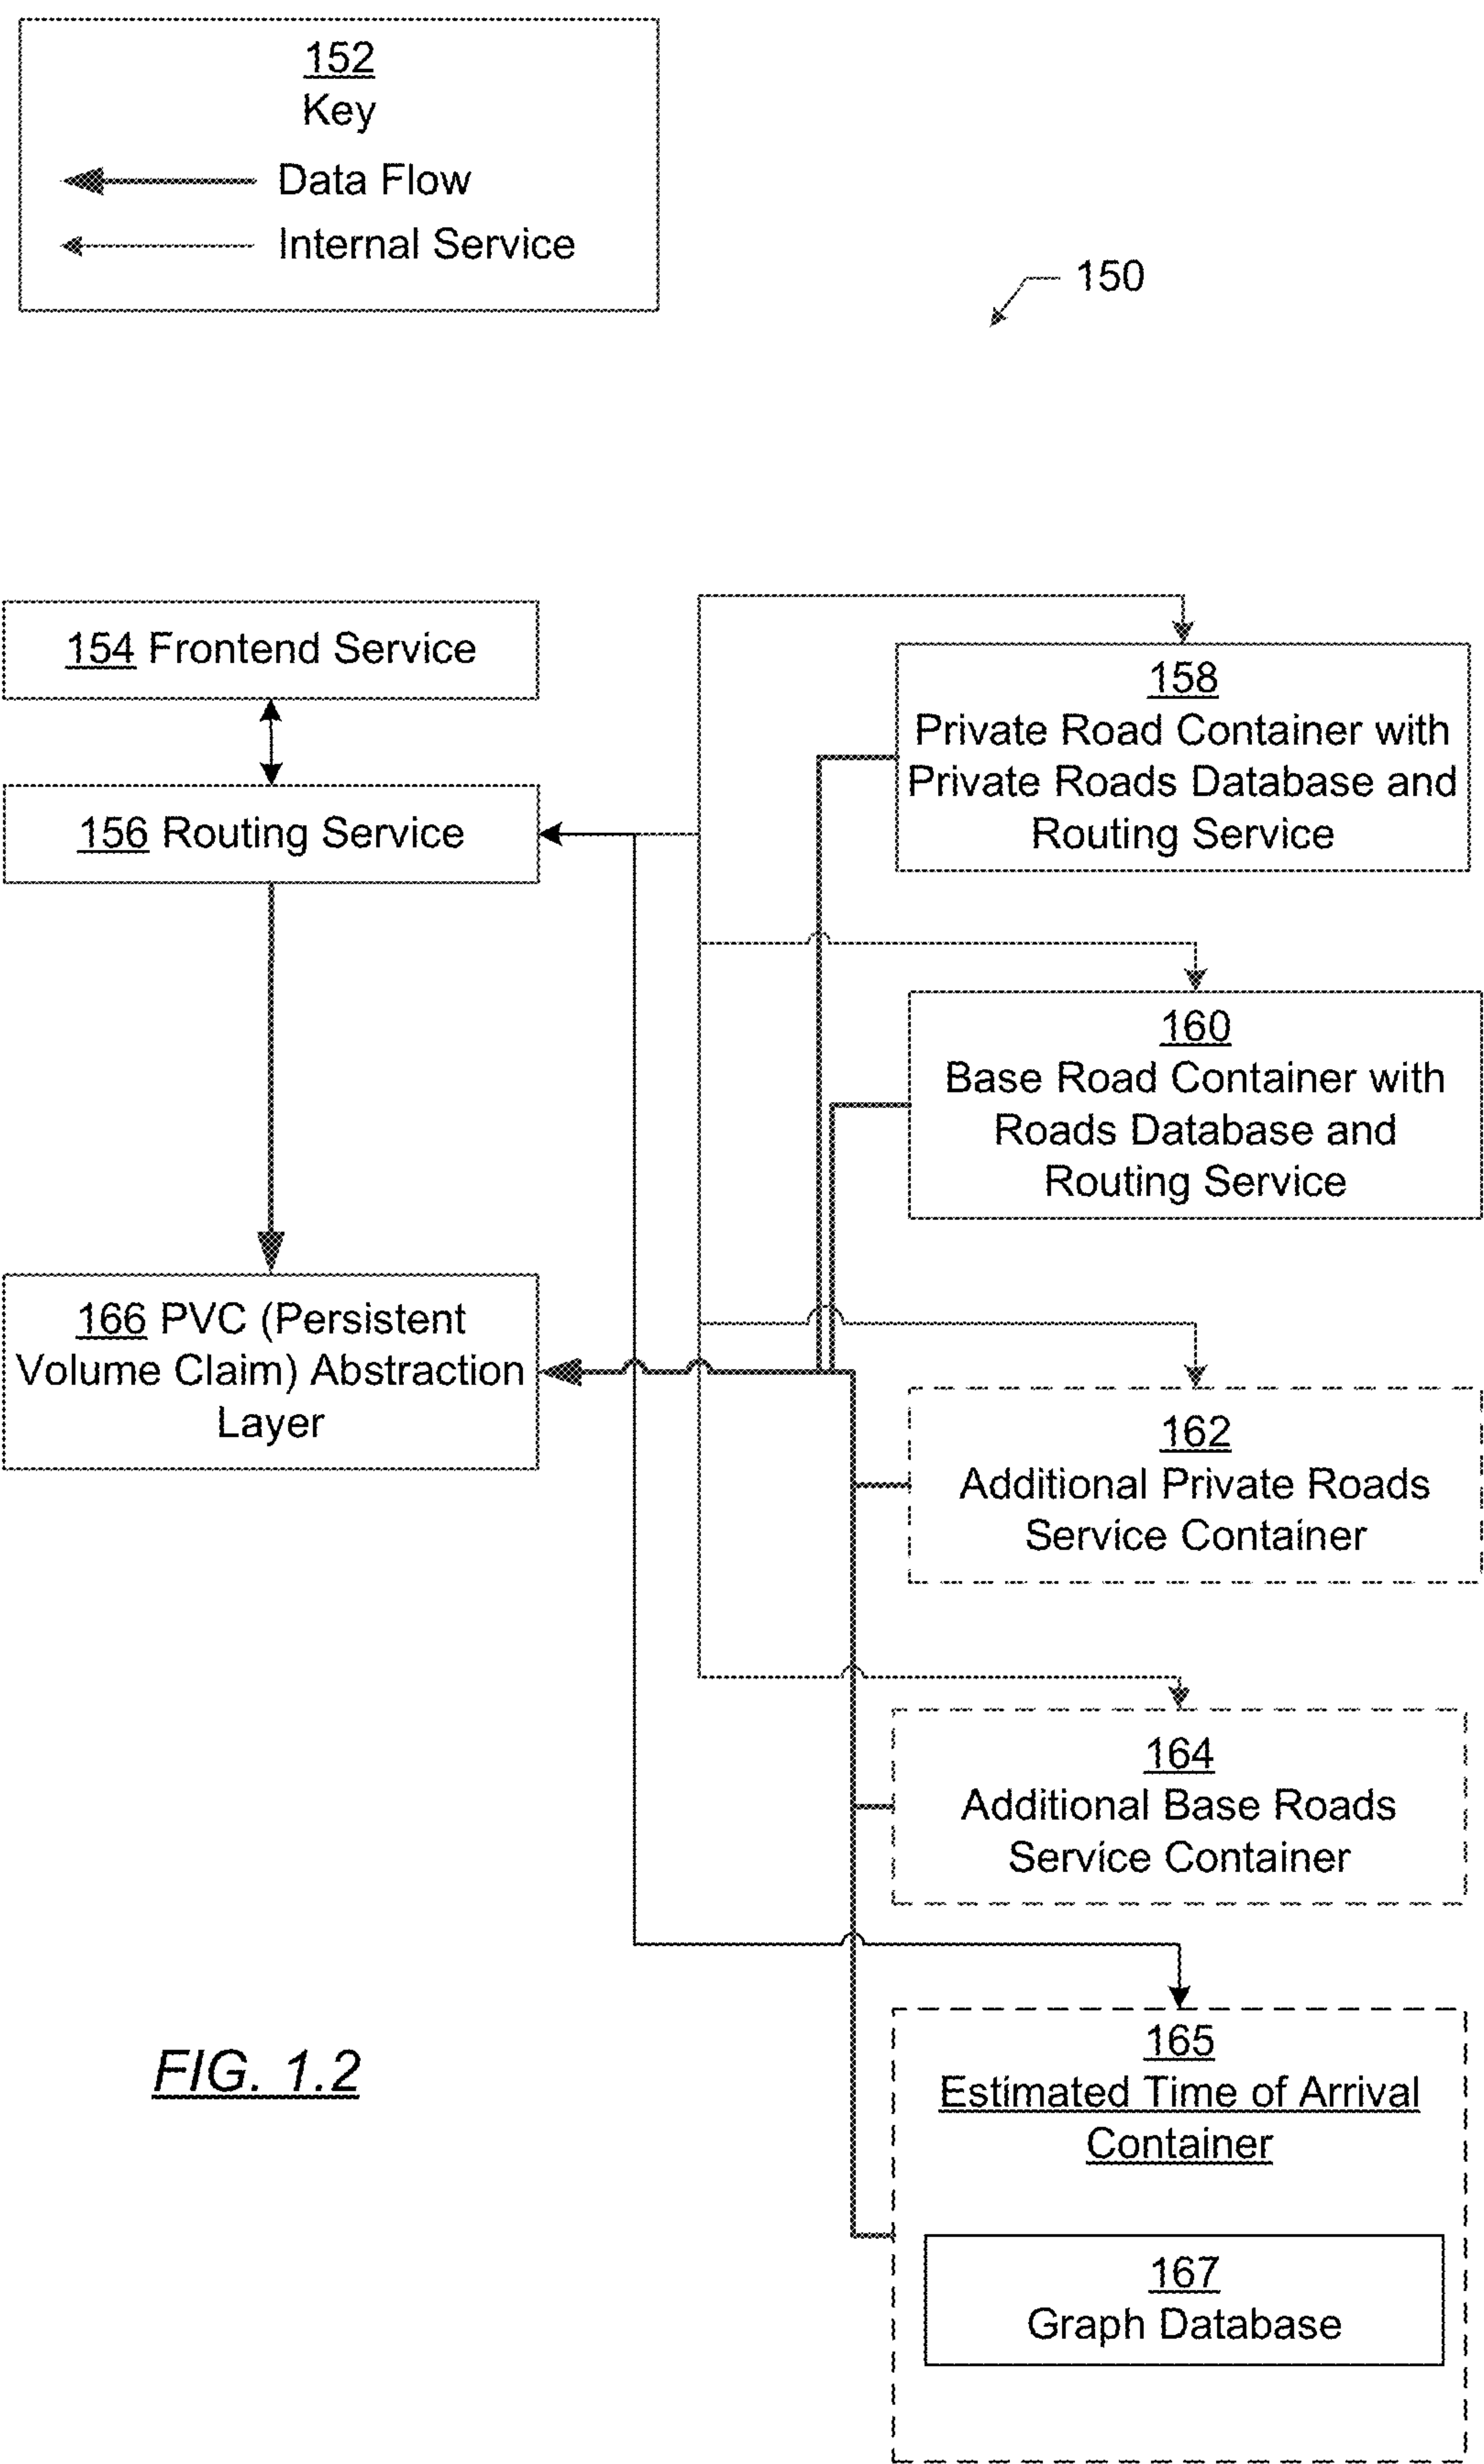 152
Key
Data Flow
Internal Service
150
154 Frontend Service
156 Routing Service
158
Private Road Container with
Private Roads Database and
Routing Service
160
Base Road Container with
Roads Database and
Routing Service
166 PVC (Persistent
Volume Claim) Abstraction
Layer
162
Additional Private Roads
Service Container
164
Additional Base Roads
Service Container
165
Estimated Time of Arrival
Container
167
Graph Database
FIG. 1.2